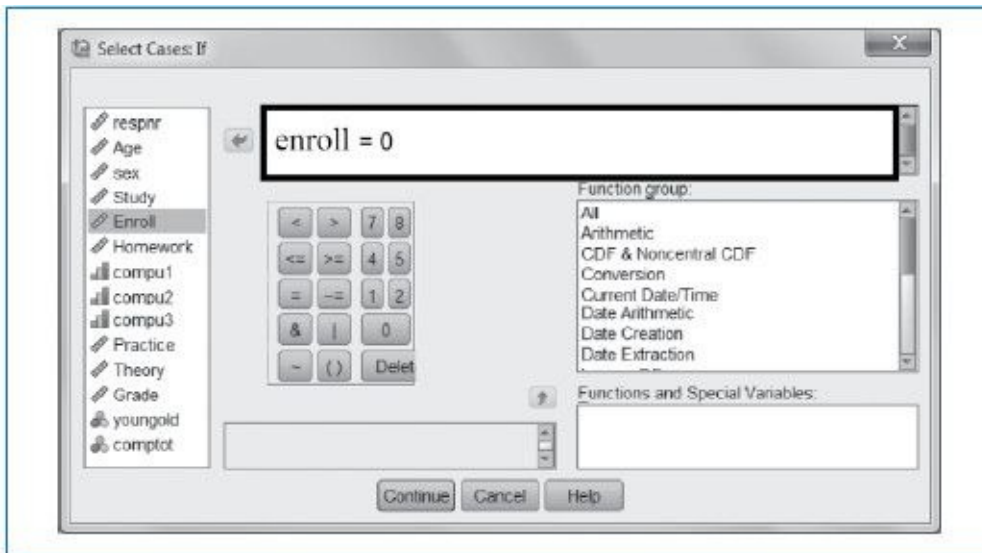 Select Cases: If
X
respnr
Age
sex
Study
Enroll
Homework
compu1
compu2
compu3
Practice
Theory
Grade
youngold
comptot
enroll = 0
< > 7 8
<= >= 4 5
= ~= 1 2
& | 0
~ () Delet
Function group:
All
Arithmetic
CDF & Noncentral CDF
Conversion
Current Date/Time
Date Arithmetic
Date Creation
Date Extraction
Functions and Special Variables:
Continue Cancel Help